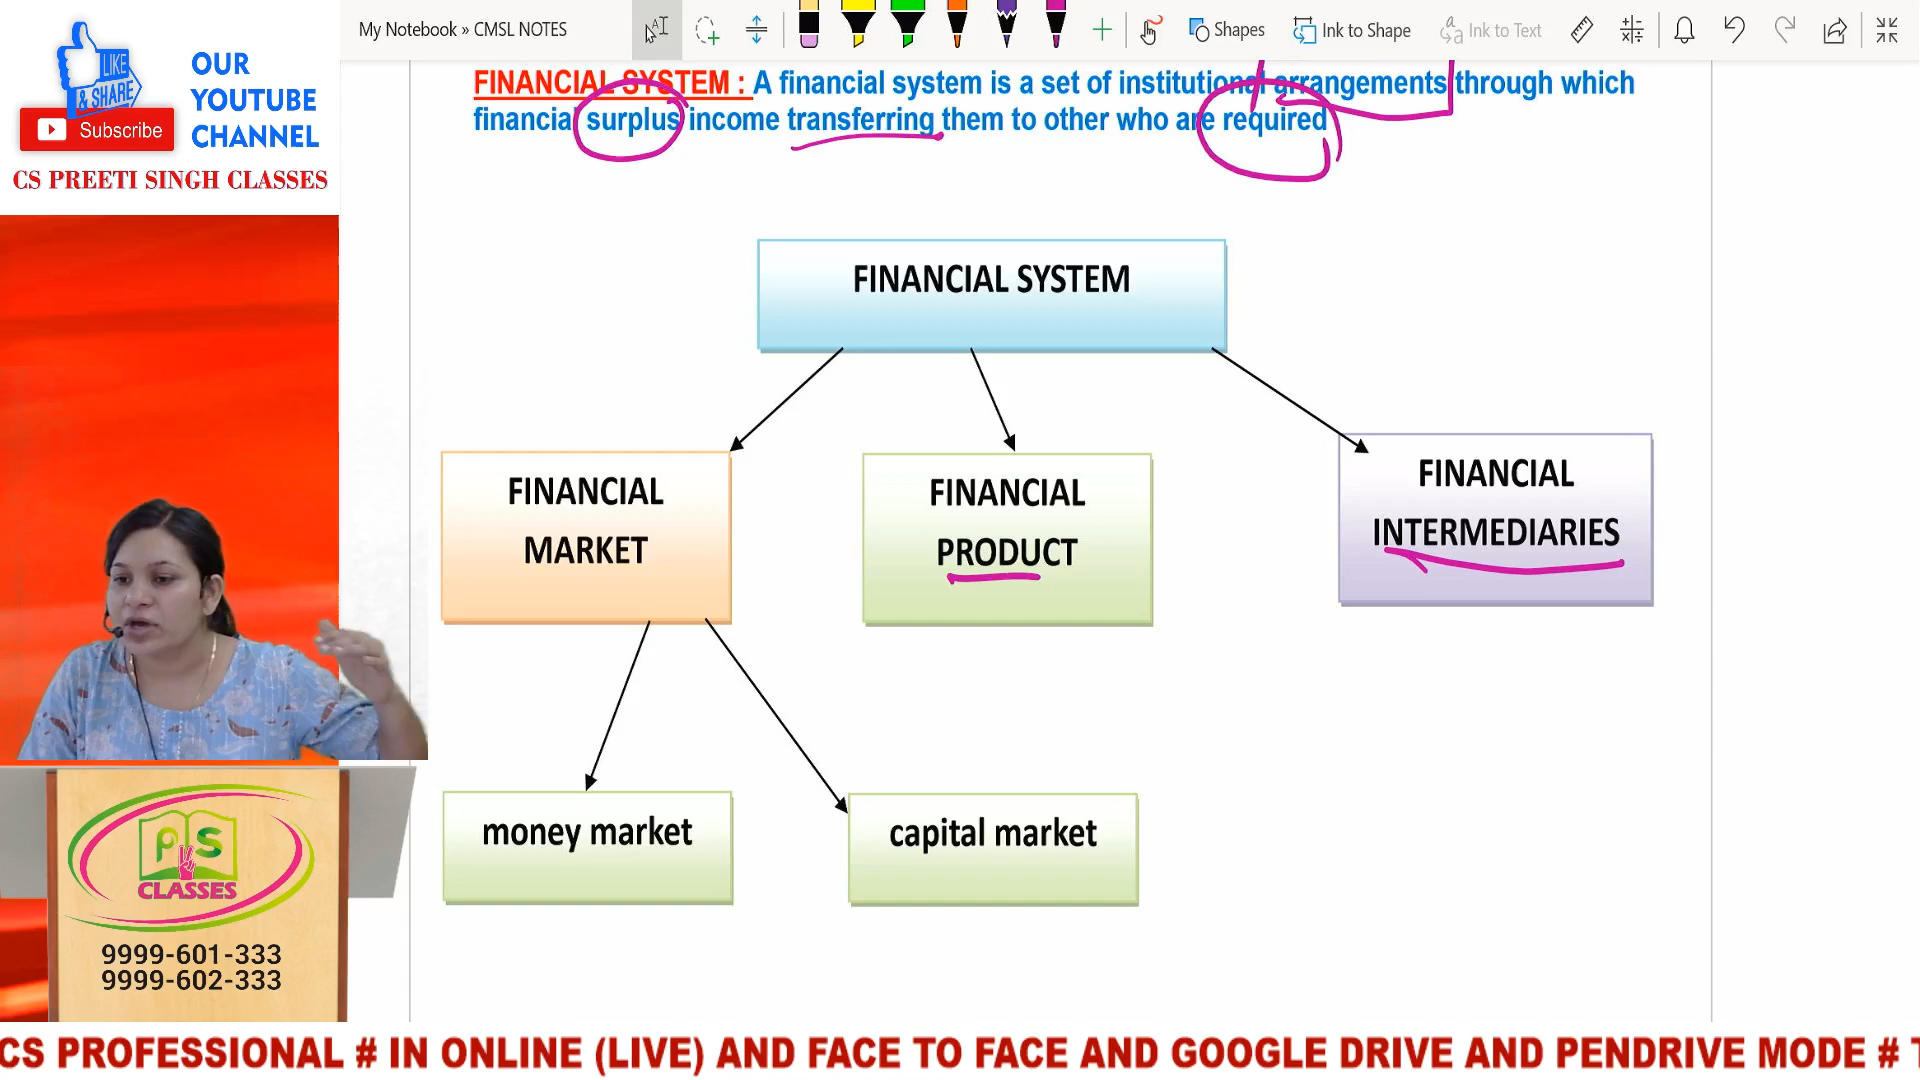 My Notebook » CMSL NOTES
Shapes
Ink to Shape
Ink to Text
LIKE
& SHARE
Subscribe
OUR
YOUTUBE
CHANNEL
CS PREETI SINGH CLASSES
FINANCIAL SYSTEM : A financial system is a set of institutional arrangements through which
financial surplus income transferring them to other who are required
FINANCIAL SYSTEM
FINANCIAL
MARKET
FINANCIAL
PRODUCT
FINANCIAL
INTERMEDIARIES
money market
capital market
PS
CLASSES
9999-601-333
9999-602-333
CS PROFESSIONAL # IN ONLINE (LIVE) AND FACE TO FACE AND GOOGLE DRIVE AND PENDRIVE MODE #